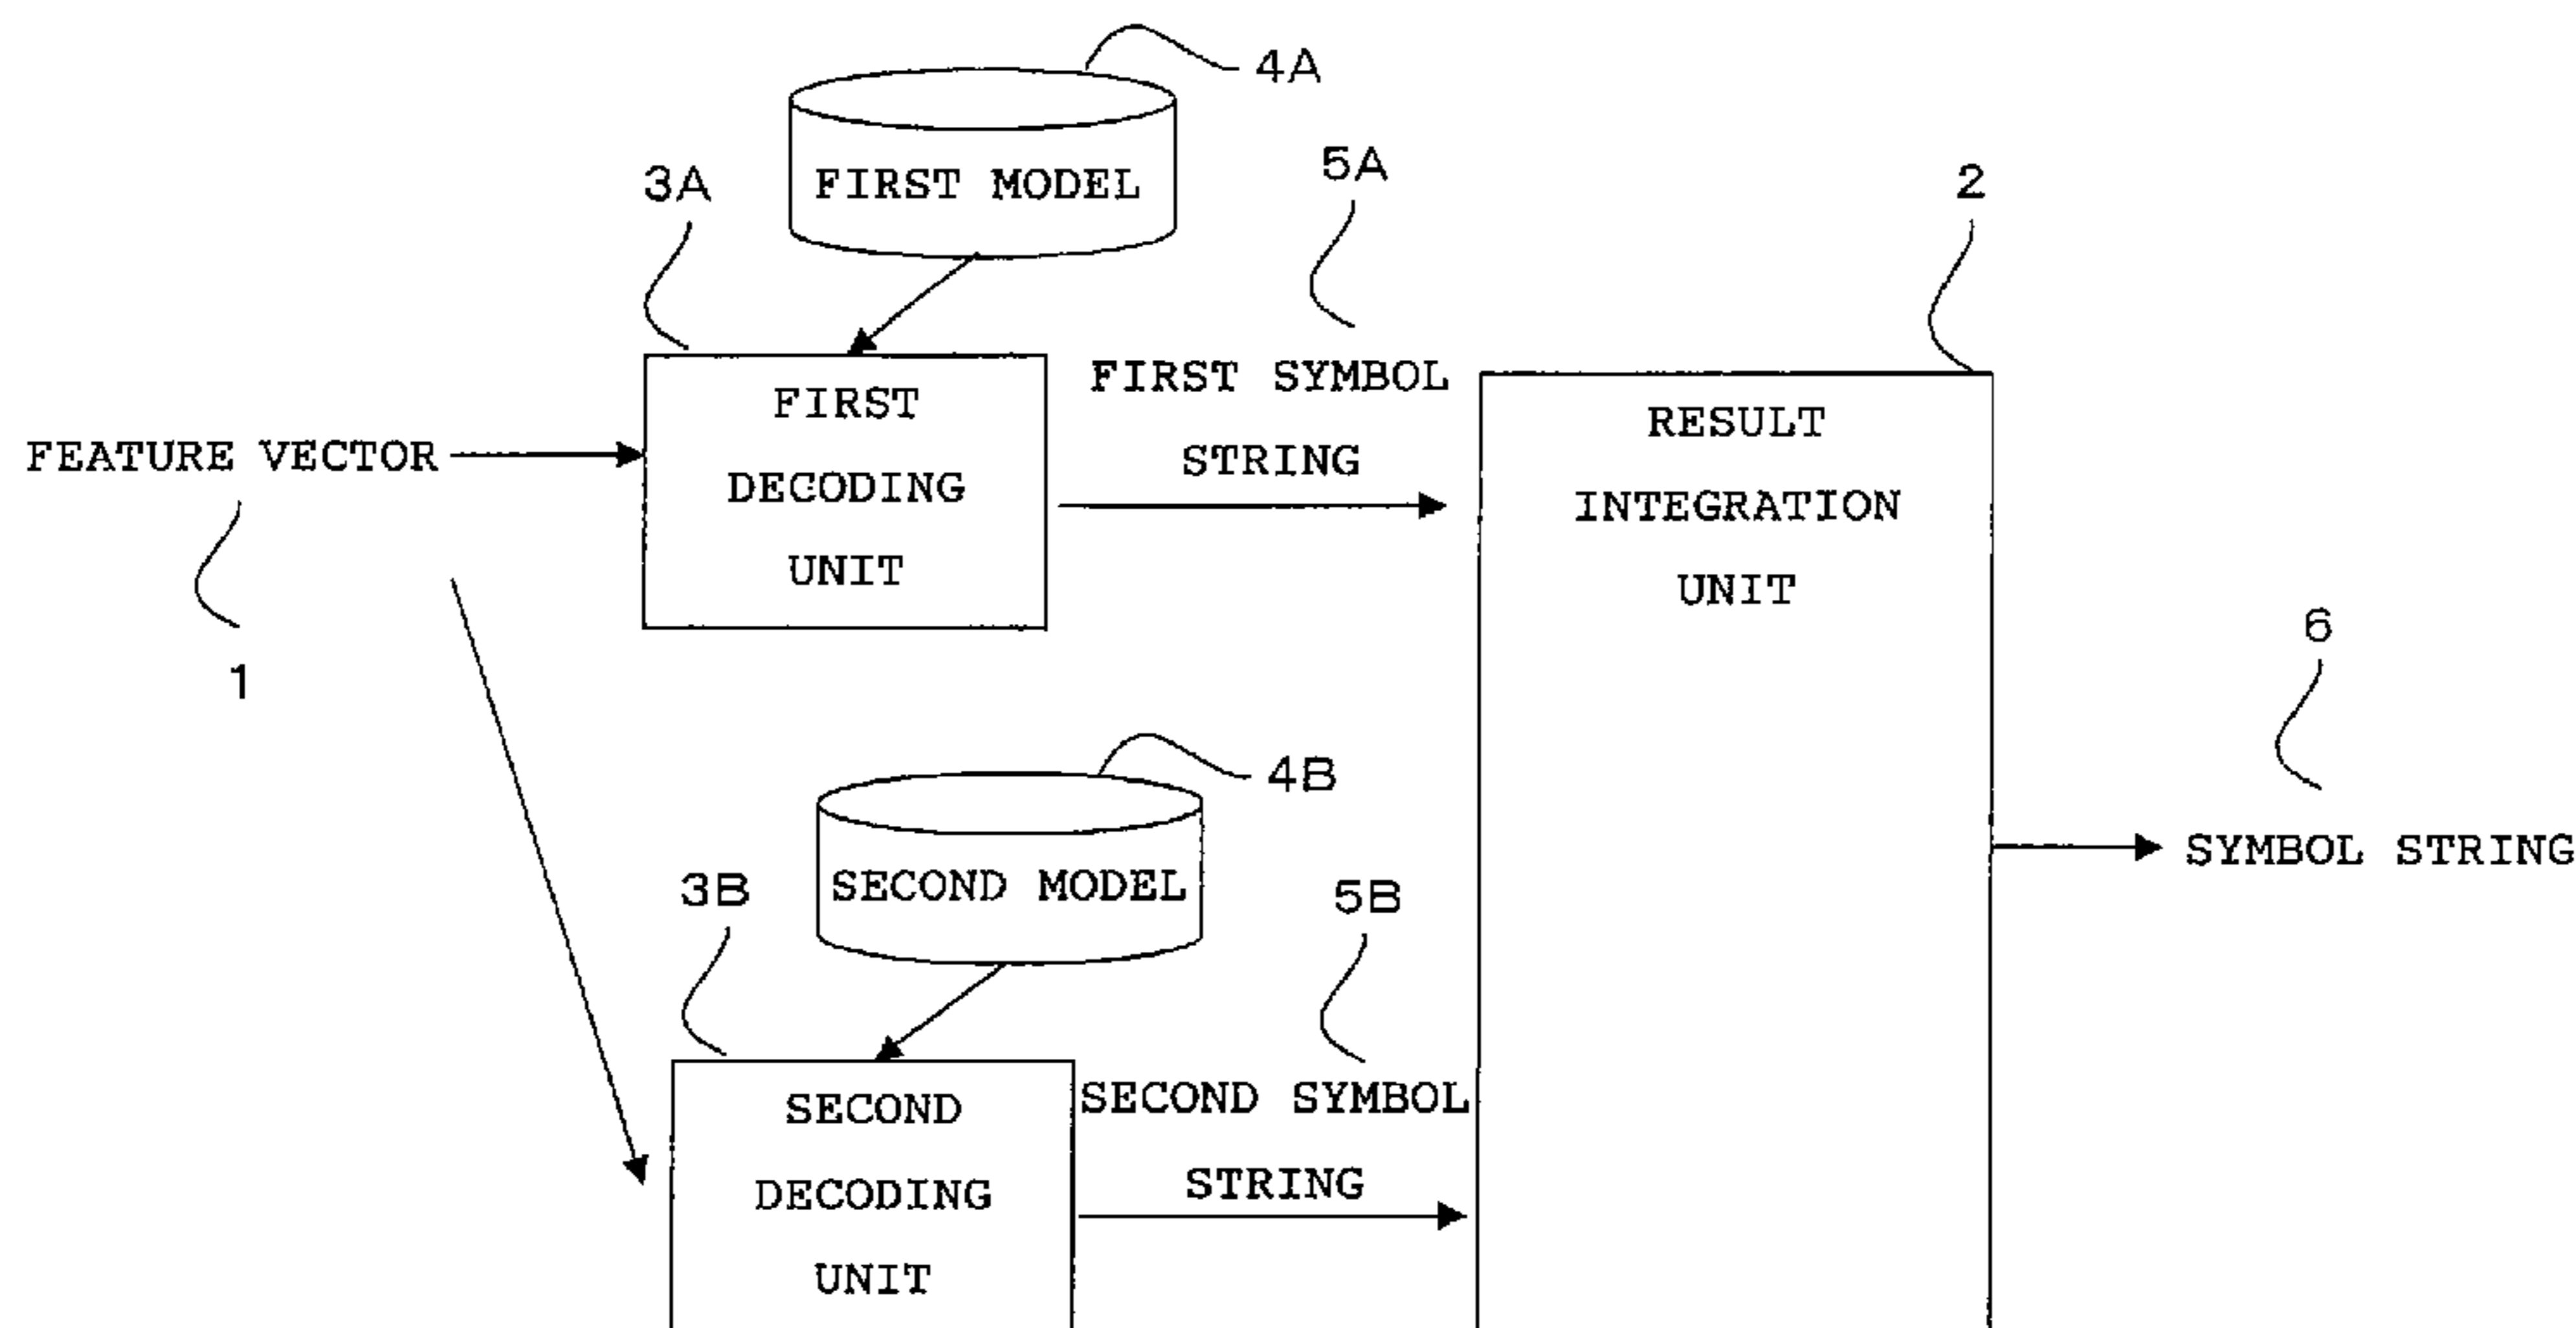 4A
FIRST MODEL
3A
5A
2
FIRST SYMBOL
STRING
FIRST
DECODING
UNIT
FEATURE VECTOR
1
RESULT
INTEGRATION
UNIT
6
SYMBOL STRING
4B
SECOND MODEL
3B
5B
SECOND SYMBOL
STRING
SECOND
DECODING
UNIT